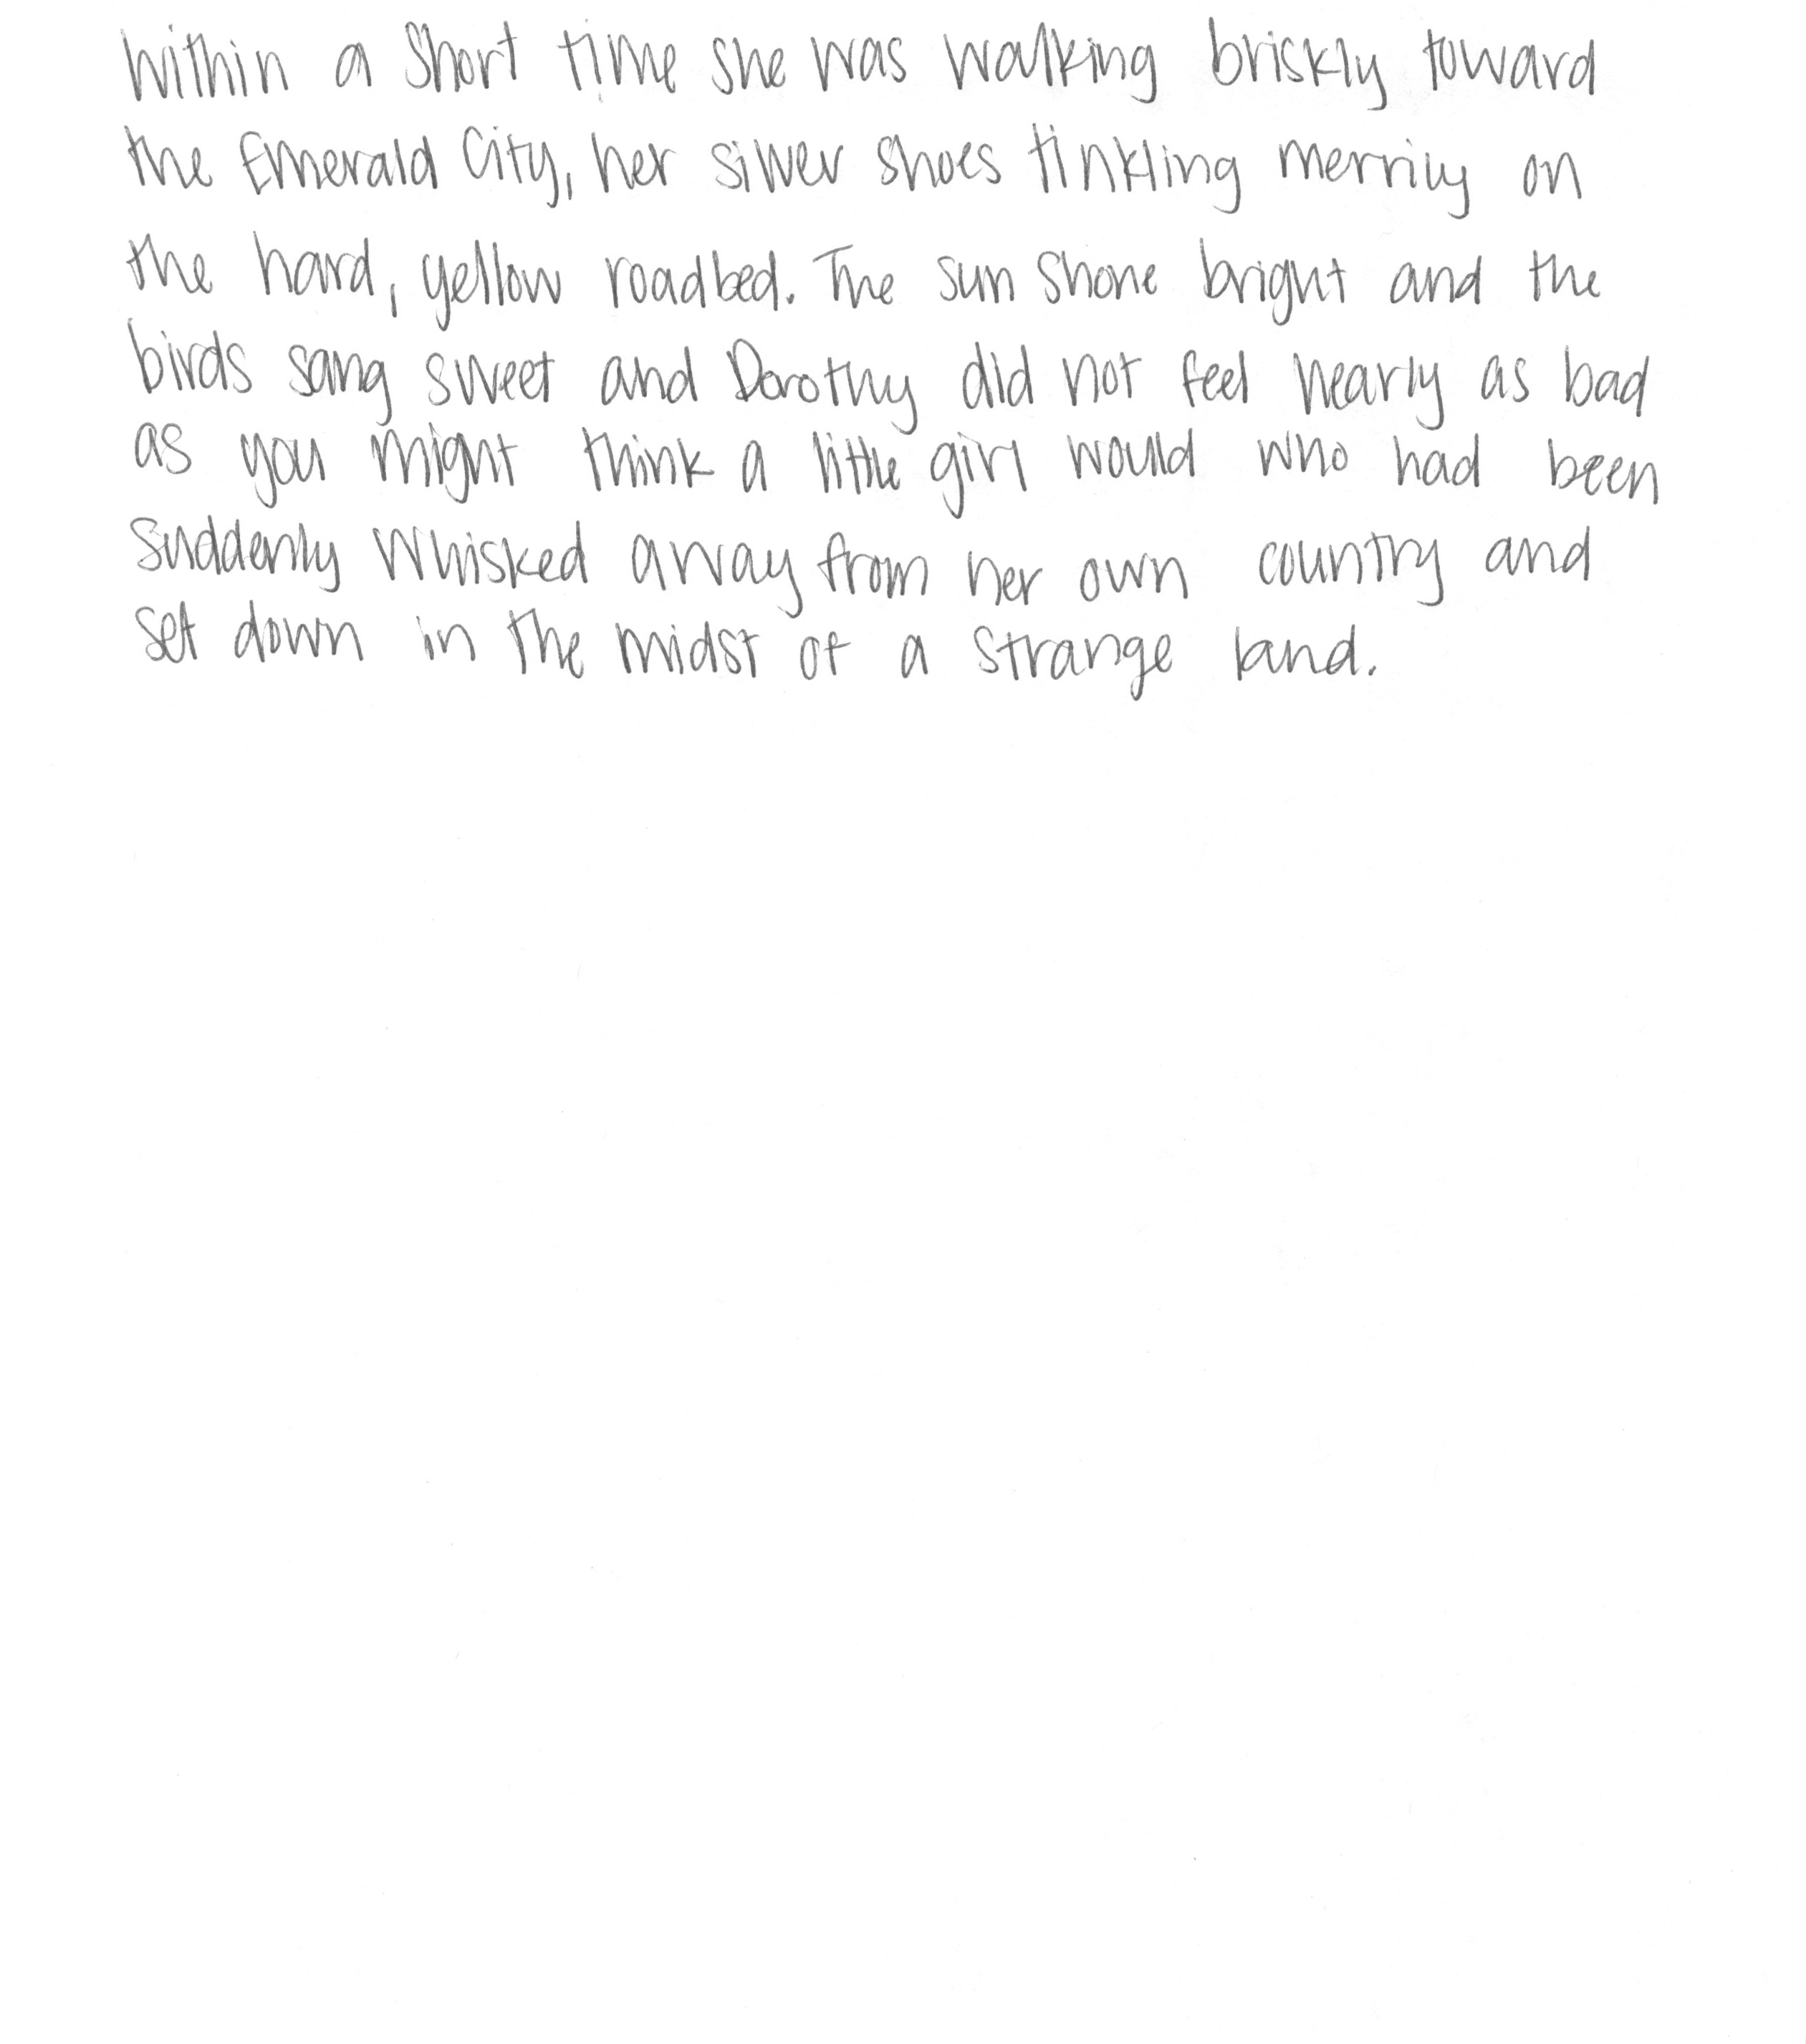 Within a short time she was walking briskly toward
the Emerald City, her silver shoes tinkling merrily on
the hard, yellow roadbed. The sun shone bright and the
birds sang sweet and Dorothy did not feel nearly as bad
as you might think a little girl would who had been
suddenly whisked away from her own country and
set down in the midst of a strange land.